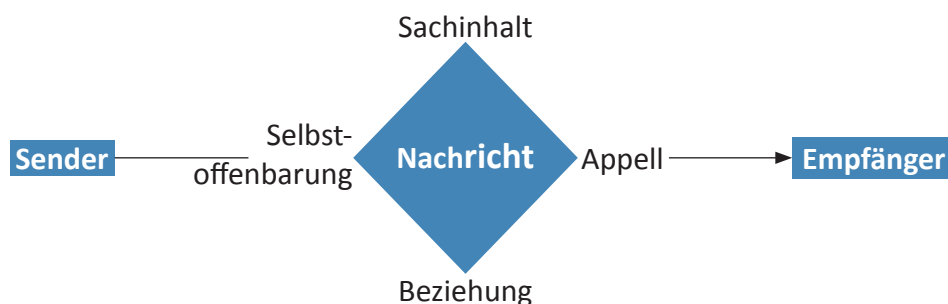 Sachinhalt
Sender
Selbst-
offenbarung
Nachricht
Appell
Empfänger
Beziehung